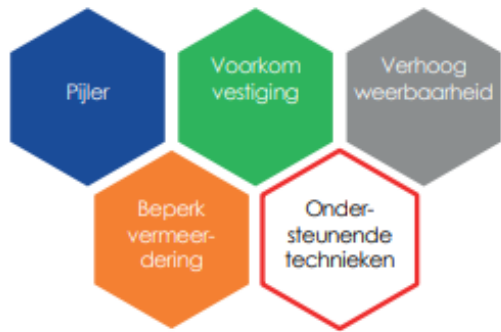 Pijler
Voorkom
vestiging
Verhoog
weerbaarheid
Beperk
vermeer-
dering
Onder-
steunende
technieken